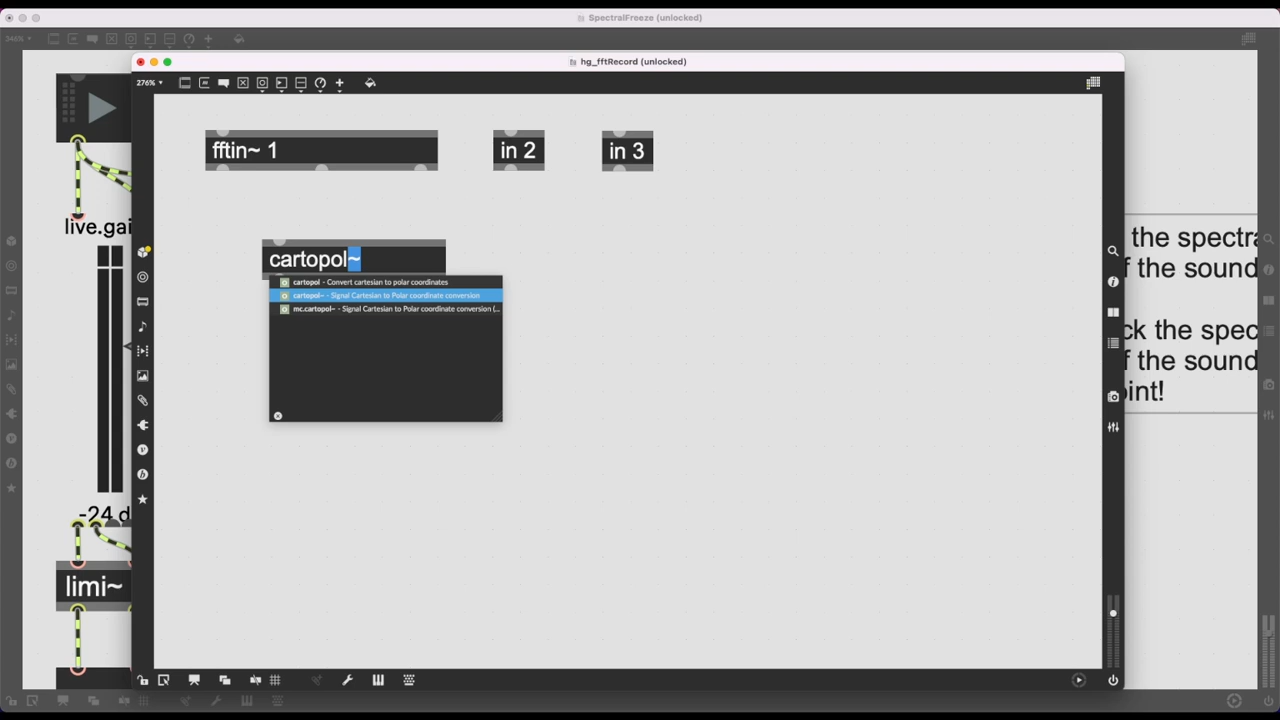 SpectralFreeze (unlocked)
346%
hg_fftRecord (unlocked)
276%
fftin~ 1
in 2
in 3
live.gai
the spectra
f the sound
cartopol~
cartopol - Convert cartesian to polar coordinates
cartopol~ - Signal Cartesian to Polar coordinate conversion
mc.cartopol~ - Signal Cartesian to Polar coordinate conversion (...
ck the spec
f the sound
oint!
-24 d
limi~